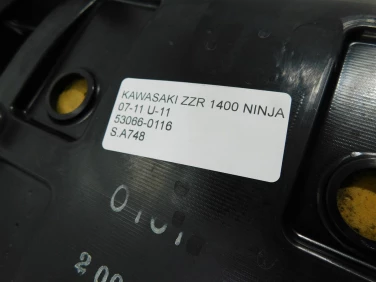 KAWASAKI ZZR 1400 NINJA
07-11 U-11
53066-0116
S.A748